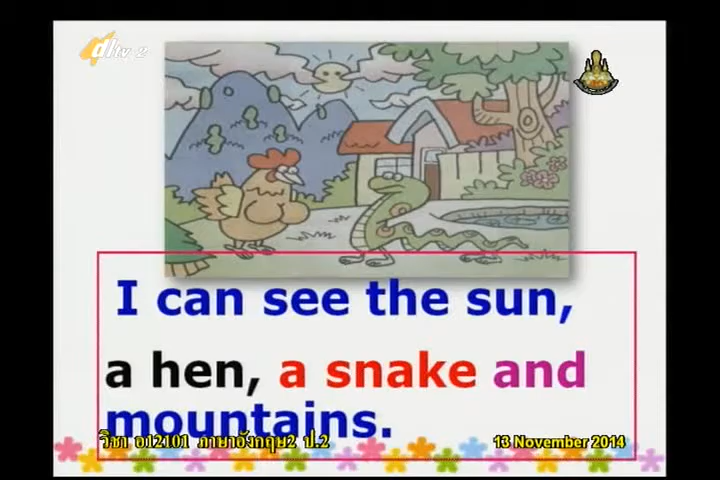 dltv 2
I can see the sun,
a hen, a snake and
mountains.
วิชา อ12101 ภาษาอังกฤษ2 ป.2
13 November 2014